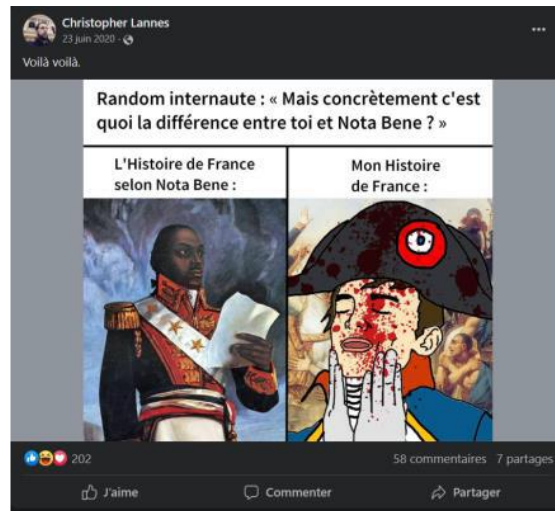 Christopher Lannes
23 juin 2020 ·
Voilà voilà.
Random internaute : « Mais concrètement c'est
quoi la différence entre toi et Nota Bene ? »
L'Histoire de France
selon Nota Bene :
Mon Histoire
de France :
202
58 commentaires 7 partages
J'aime
Commenter
Partager